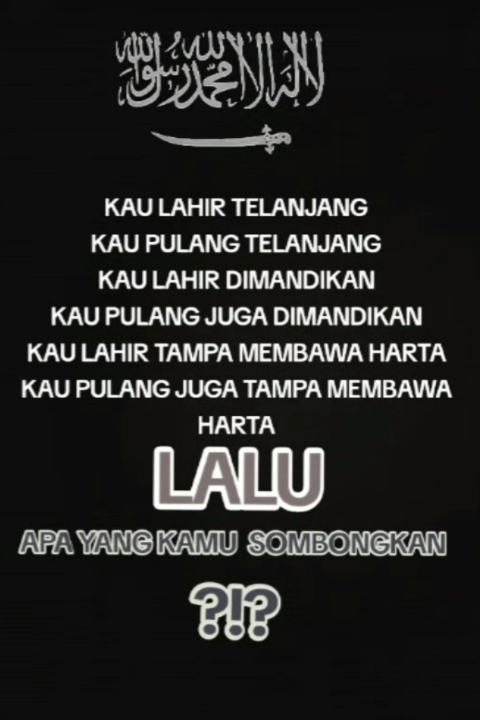 لا إله إلا الله محمد رسول الله
KAU LAHIR TELANJANG
KAU PULANG TELANJANG
KAU LAHIR DIMANDIKAN
KAU PULANG JUGA DIMANDIKAN
KAU LAHIR TAMPA MEMBAWA HARTA
KAU PULANG JUGA TAMPA MEMBAWA
HARTA
LALU
APA YANG KAMU SOMBONGKAN
?!?